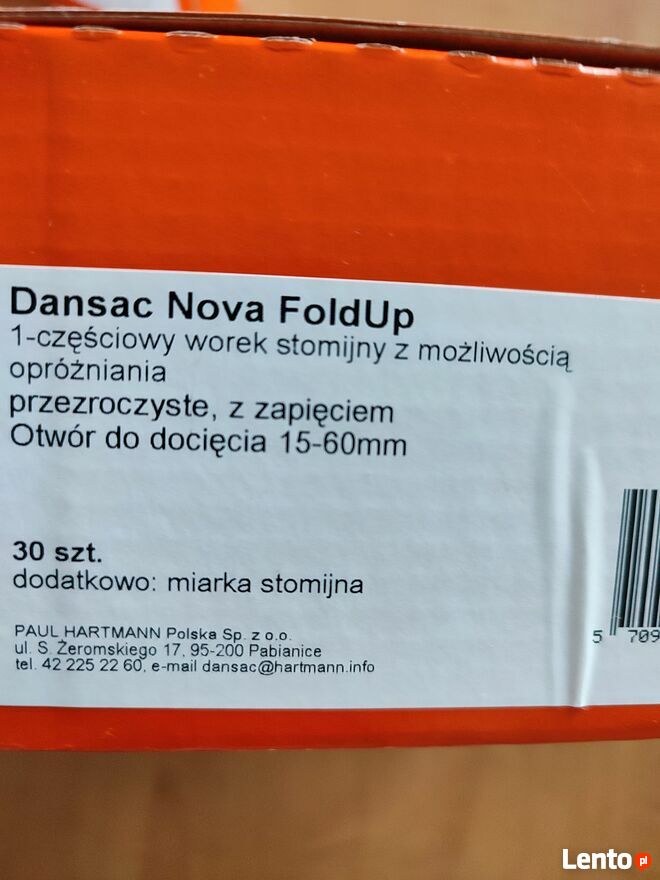 Dansac Nova FoldUp
1-częściowy worek stomijny z możliwością
opróżniania
przezroczyste, z zapięciem
Otwór do docięcia 15-60mm
30 szt.
dodatkowo: miarka stomijna
PAUL HARTMANN Polska Sp. z o.o.
ul. S. Żeromskiego 17, 95-200 Pabianice
tel. 42 225 22 60, e-mail dansac@hartmann.info
5 709
Lento pl